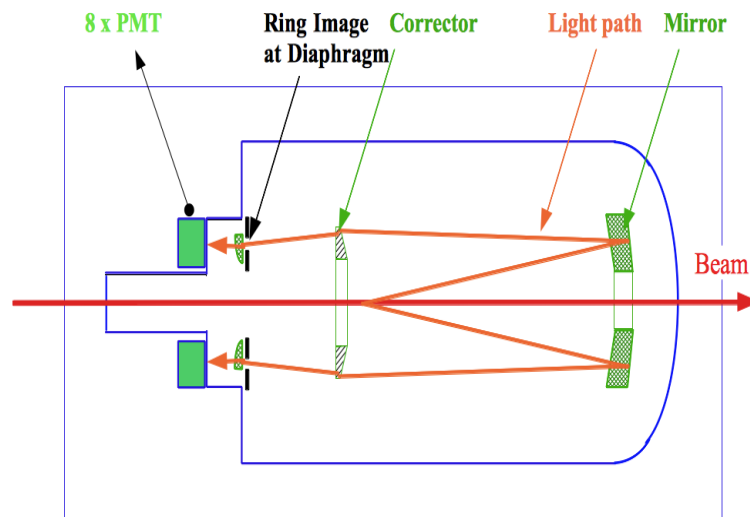 8 x PMT
Ring Image
at Diaphragm
Corrector
Light path
Mirror
Beam